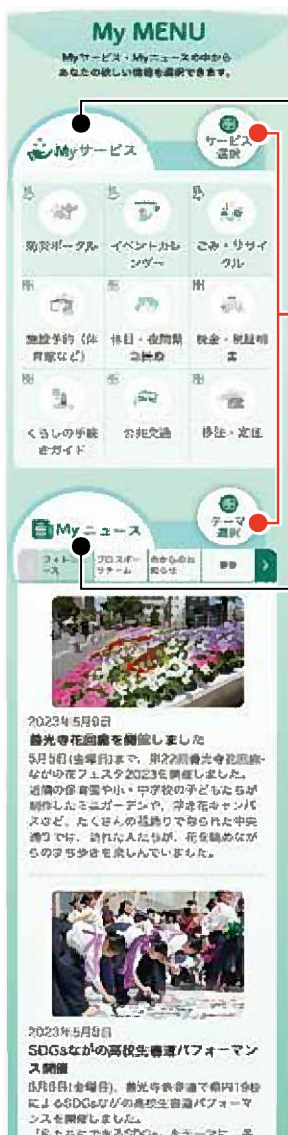 My MENU
Myサービス・Myニュースの中から
あなたの欲しい情報を選択できます。
Myサービス
サービス
選択
防災ポータル
イベントカレ
ンダー
ごみ・リサイ
クル
施設予約（体
育館など）
休日・夜間緊
急医
税金・税証明
くらしの手続
きガイド
公共交通
移住・定住
Myニュース
テーマ
選択
フォト
ース
プロスポー
ツチーム
市からのお
知らせ
2023年5月9日
善光寺花回廊を開催しました
5月5日(金曜日)まで、第22回善光寺花回廊-
ながの花フェスタ2023を開催しました。
近隣の保育園や小・中学校の子どもたちが
制作したミニガーデンや、浮き花キャンバ
スなど、たくさんの花飾りで彩られた中央
通りでは、訪れた人たちが、花を眺めなが
らのまち歩きを楽しんでいました。
2023年5月9日
SDGsながの高校生書道パフォーマン
ス開催
5月5日(金曜日)、善光寺表参道で県内
によるSDGsながの高校生書道パフォーマ
ンスを開催しました。